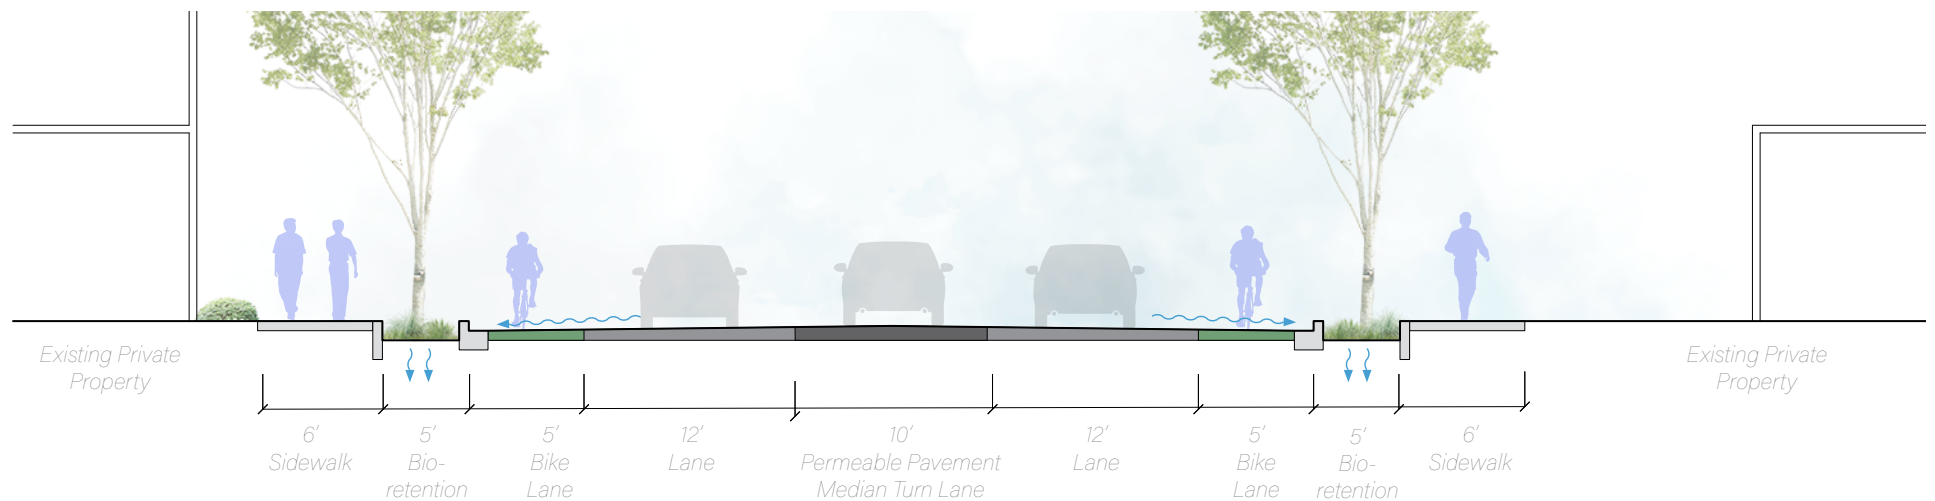 Existing Private
Property
6’
Sidewalk
5’
Bio-
retention
5’
Bike
Lane
12’
Lane
10’
Permeable Pavement
Median Turn Lane
12’
Lane
5’
Bike
Lane
5’
Bio-
retention
6’
Sidewalk
Existing Private
Property